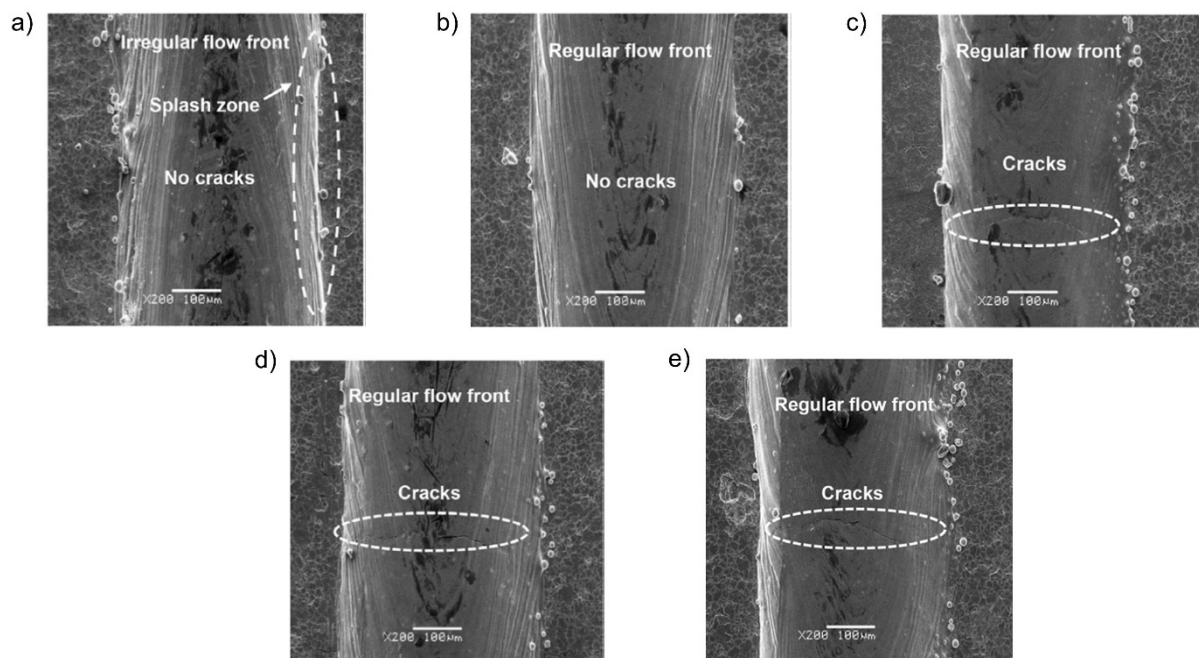 a)
Irregular flow front
Splash zone
No cracks
X200 100μm
b)
Regular flow front
No cracks
X200 100μm
c)
Regular flow front
Cracks
X200 100μm
d)
Regular flow front
Cracks
X200 100μm
e)
Regular flow front
Cracks
X200 100μm